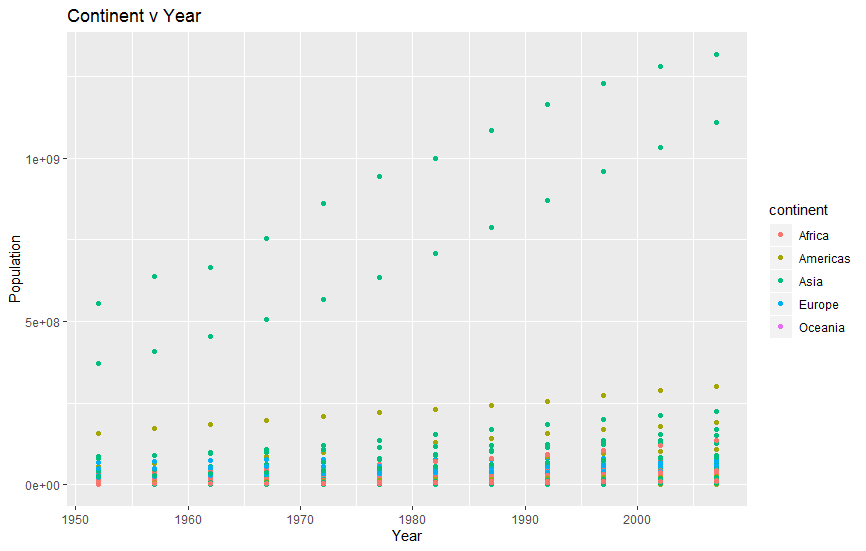 Continent v Year
1e+09
5e+08
0e+00
Population
1950
1960
1970
1980
1990
2000
Year
continent
Africa
Americas
Asia
Europe
Oceania